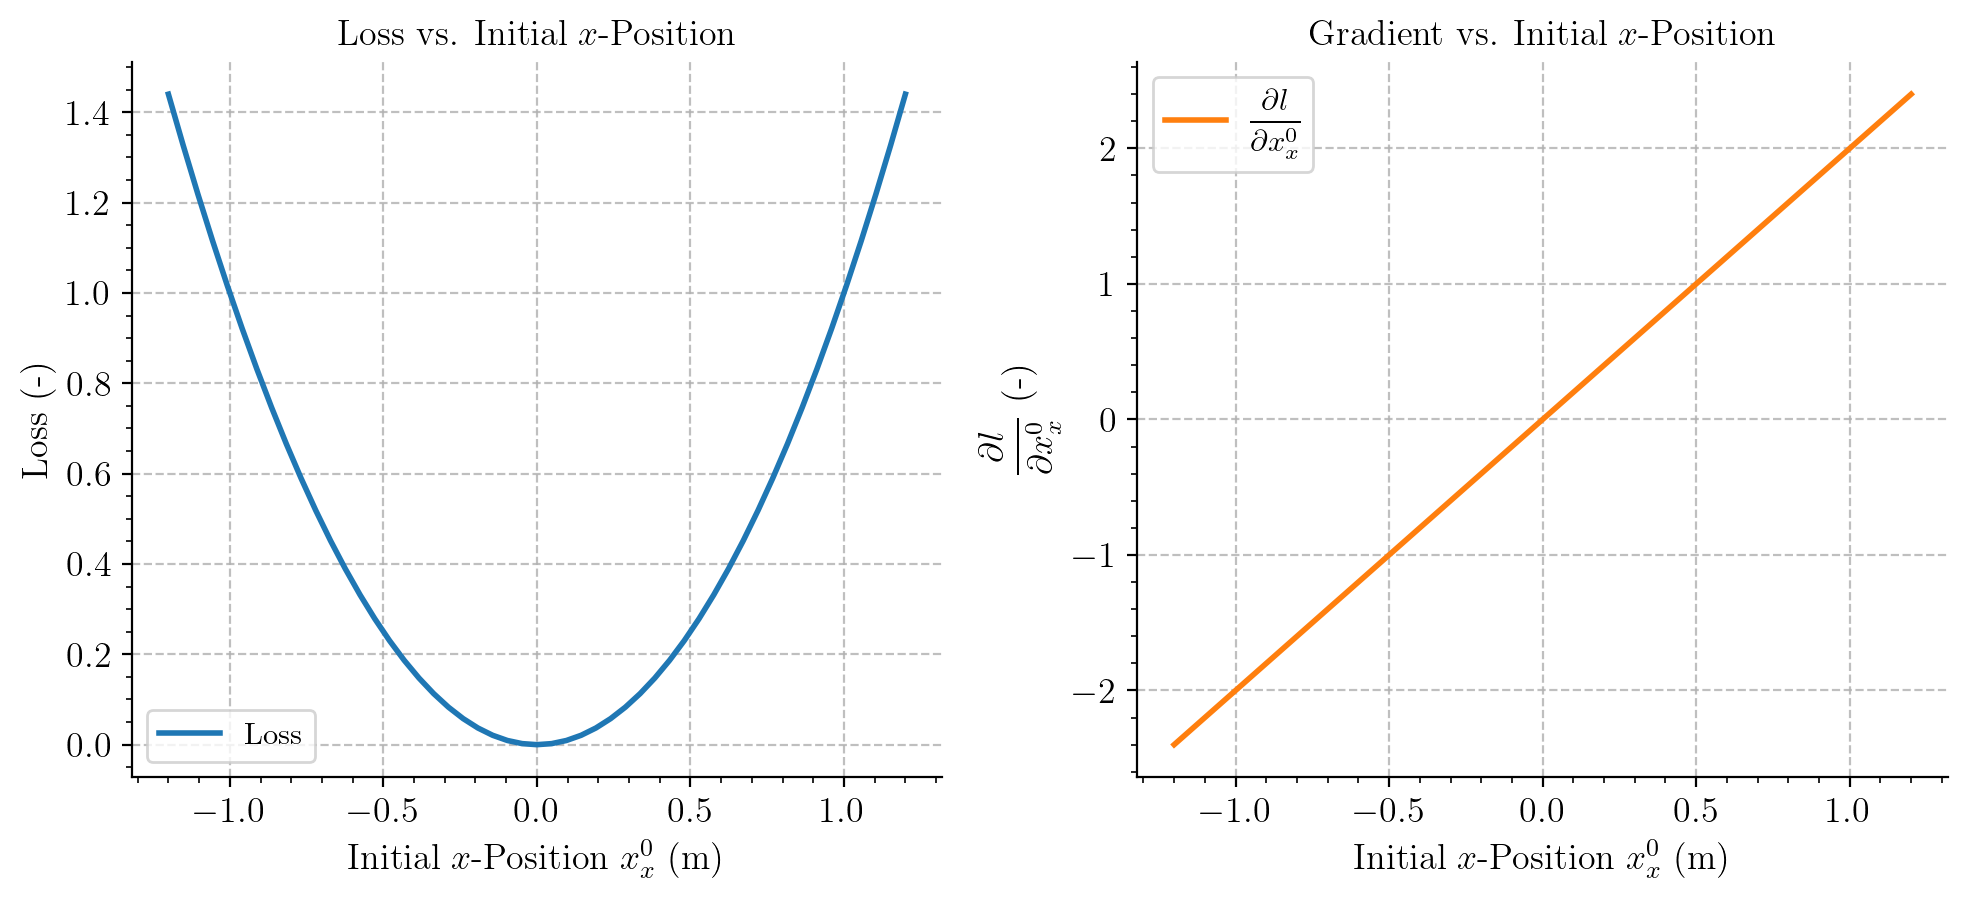 Loss vs. Initial x-Position
Loss (-)
1.4
1.2
1.0
0.8
0.6
0.4
0.2
0.0
Loss
−1.0 −0.5 0.0 0.5 1.0
Initial x-Position x_x^0 (m)
Gradient vs. Initial x-Position
∂l/∂x_x^0 (-)
2
1
0
−1
−2
∂l/∂x_x^0
−1.0 −0.5 0.0 0.5 1.0
Initial x-Position x_x^0 (m)